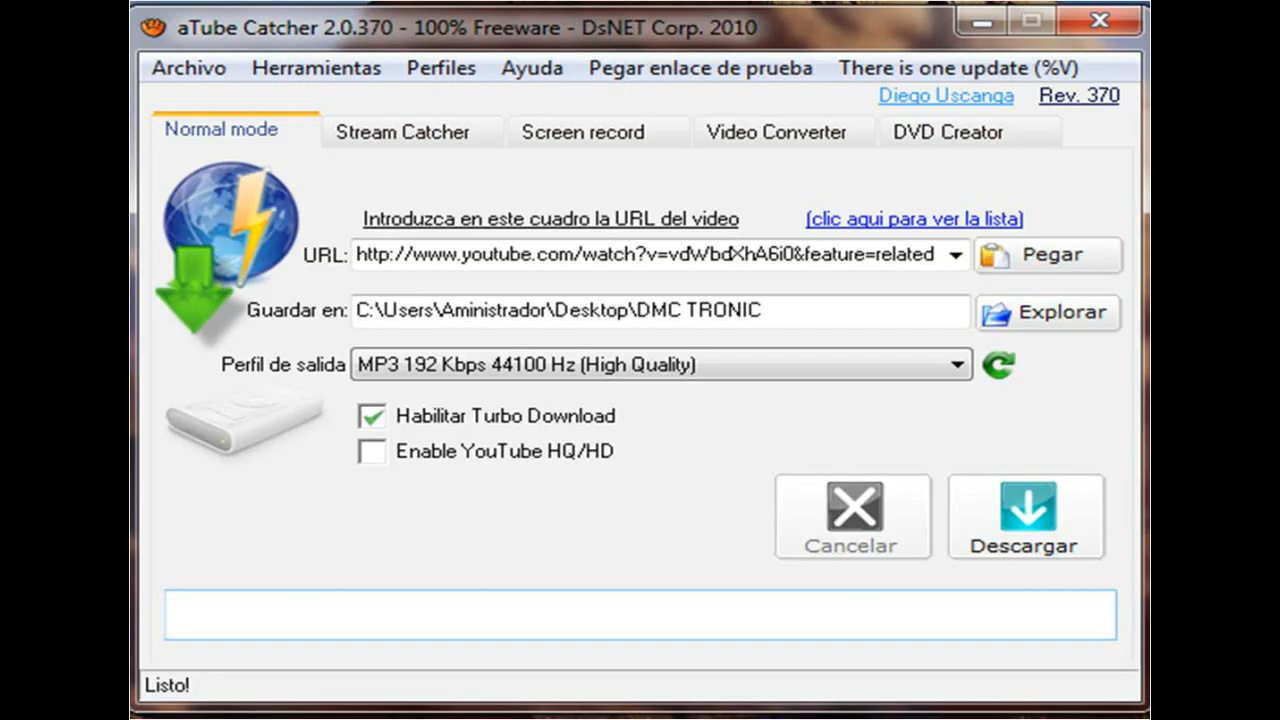 aTube Catcher 2.0.370 - 100% Freeware - DsNET Corp. 2010
Archivo Herramientas Perfiles Ayuda Pegar enlace de prueba There is one update (%V)
Diego Uscanga Rev. 370
Normal mode Stream Catcher Screen record Video Converter DVD Creator
Introduzca en este cuadro la URL del video (clic aqui para ver la lista)
URL: http://www.youtube.com/watch?v=vdWbdXhA6i0&feature=related Pegar
Guardar en: C:\Users\Aministrador\Desktop\DMC TRONIC Explorar
Perfil de salida MP3 192 Kbps 44100 Hz (High Quality)
Habilitar Turbo Download
Enable YouTube HQ/HD
Cancelar Descargar
Listo!